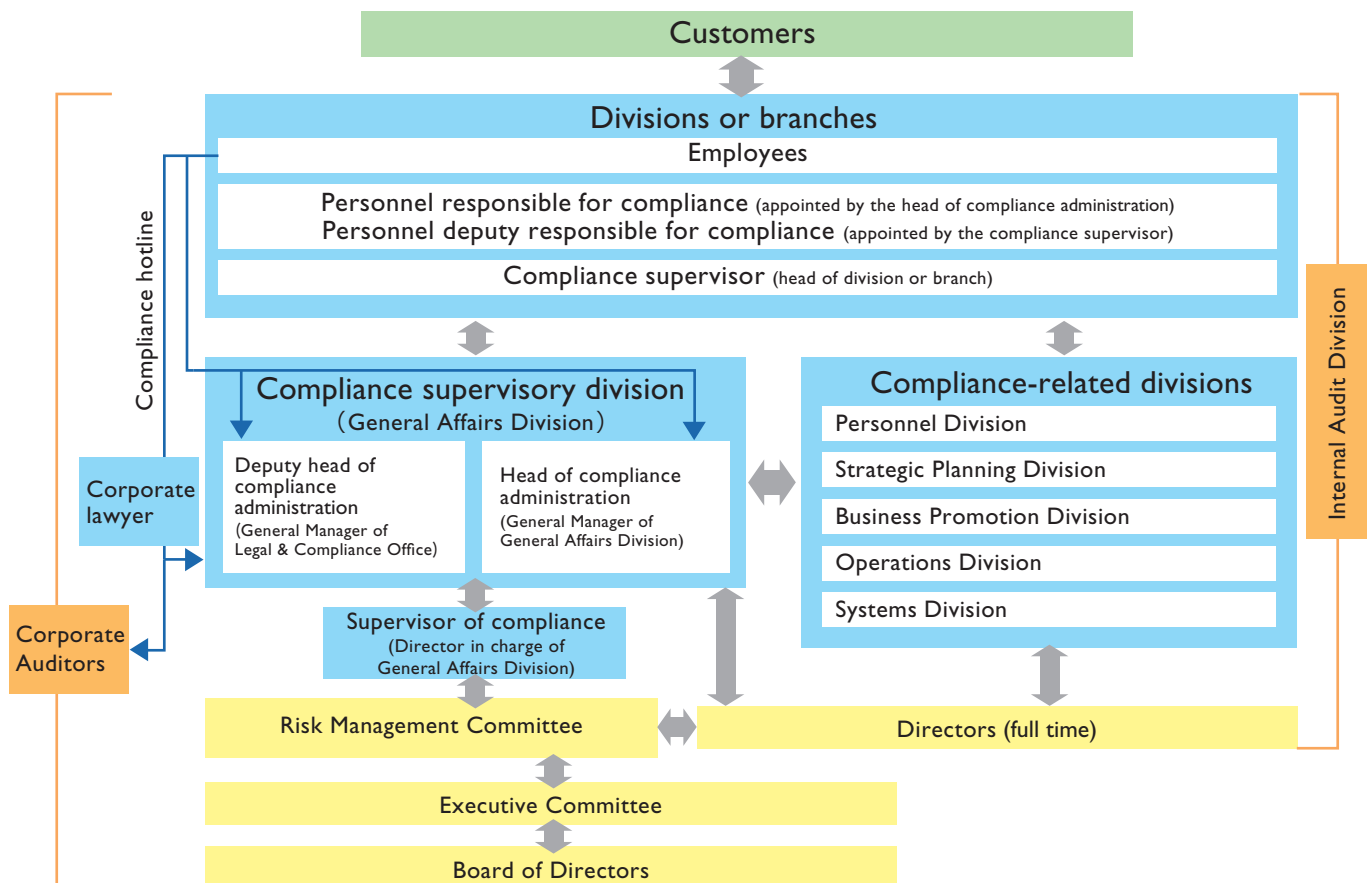 Customers
Divisions or branches
Employees
Personnel responsible for compliance (appointed by the head of compliance administration)
Personnel deputy responsible for compliance (appointed by the compliance supervisor)
Compliance supervisor (head of division or branch)
Compliance hotline
Internal Audit Division
Compliance supervisory division
(General Affairs Division)
Deputy head of
compliance
administration
(General Manager of
Legal & Compliance Office)
Head of compliance
administration
(General Manager of
General Affairs Division)
Compliance-related divisions
Personnel Division
Strategic Planning Division
Business Promotion Division
Operations Division
Systems Division
Corporate
lawyer
Corporate
Auditors
Supervisor of compliance
(Director in charge of
General Affairs Division)
Risk Management Committee
Directors (full time)
Executive Committee
Board of Directors